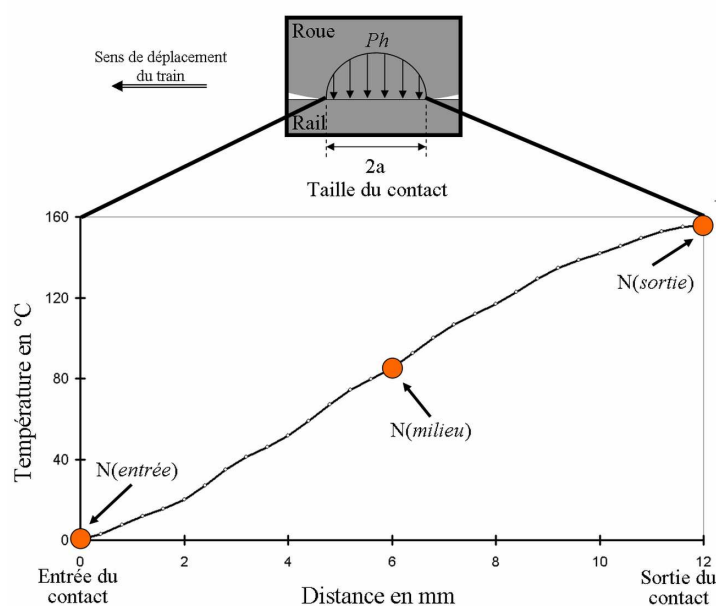 Roue
Ph
Sens de déplacement
du train
Rail
2a
Taille du contact
160
120
80
40
0
Température en °C
N(sortie)
N(milieu)
N(entrée)
0
2
4
6
8
10
12
Entrée du
contact
Distance en mm
Sortie du
contact